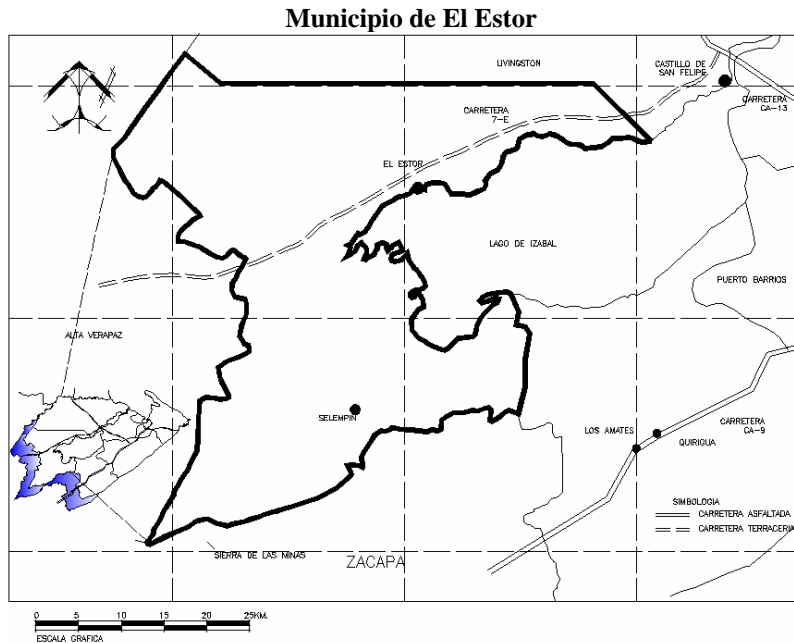 Municipio de El Estor
LIVINGSTON
CASTILLO DE
SAN FELIPE
CARRETERA
7-E
CARRETERA
CA-13
EL ESTOR
LAGO DE IZABAL
PUERTO BARRIOS
ALTA VERAPAZ
SELEMPIN
LOS AMATES
CARRETERA
CA-9
QUIRIGUA
SIMBOLOGIA
CARRETERA ASFALTADA
CARRETERA TERRACERIA
SIERRA DE LAS MINAS
ZACAPA
0 5 10 15 20 25KM.
ESCALA GRAFICA